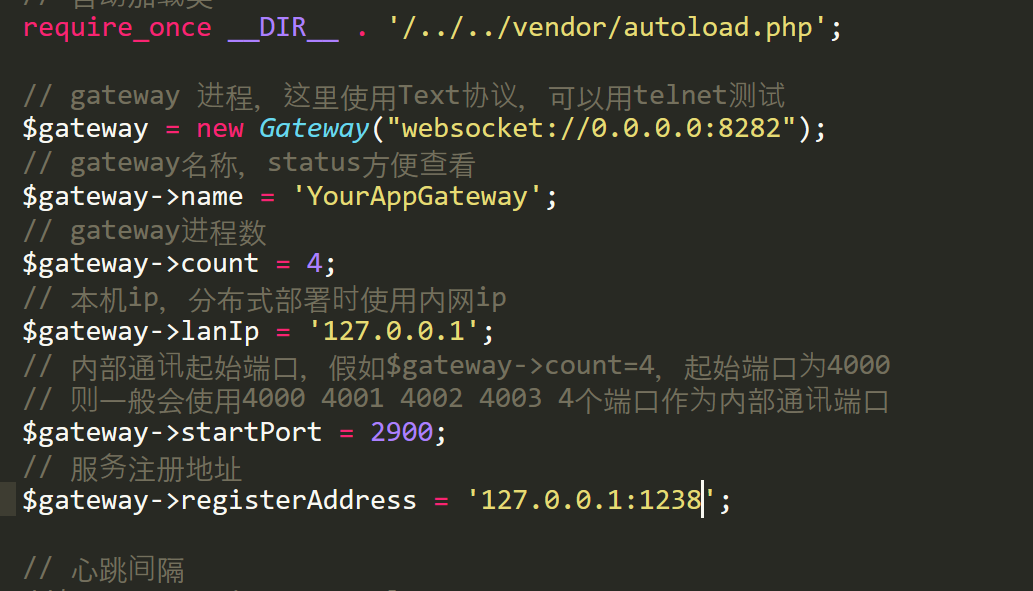 // 自动加载类
require_once __DIR__ . '/../../vendor/autoload.php';
// gateway 进程，这里使用Text协议，可以用telnet测试
$gateway = new Gateway("websocket://0.0.0.0:8282");
// gateway名称，status方便查看
$gateway->name = 'YourAppGateway';
// gateway进程数
$gateway->count = 4;
// 本机ip，分布式部署时使用内网ip
$gateway->lanIp = '127.0.0.1';
// 内部通讯起始端口，假如$gateway->count=4，起始端口为4000
// 则一般会使用4000 4001 4002 4003 4个端口作为内部通讯端口
$gateway->startPort = 2900;
// 服务注册地址
$gateway->registerAddress = '127.0.0.1:1238';
// 心跳间隔